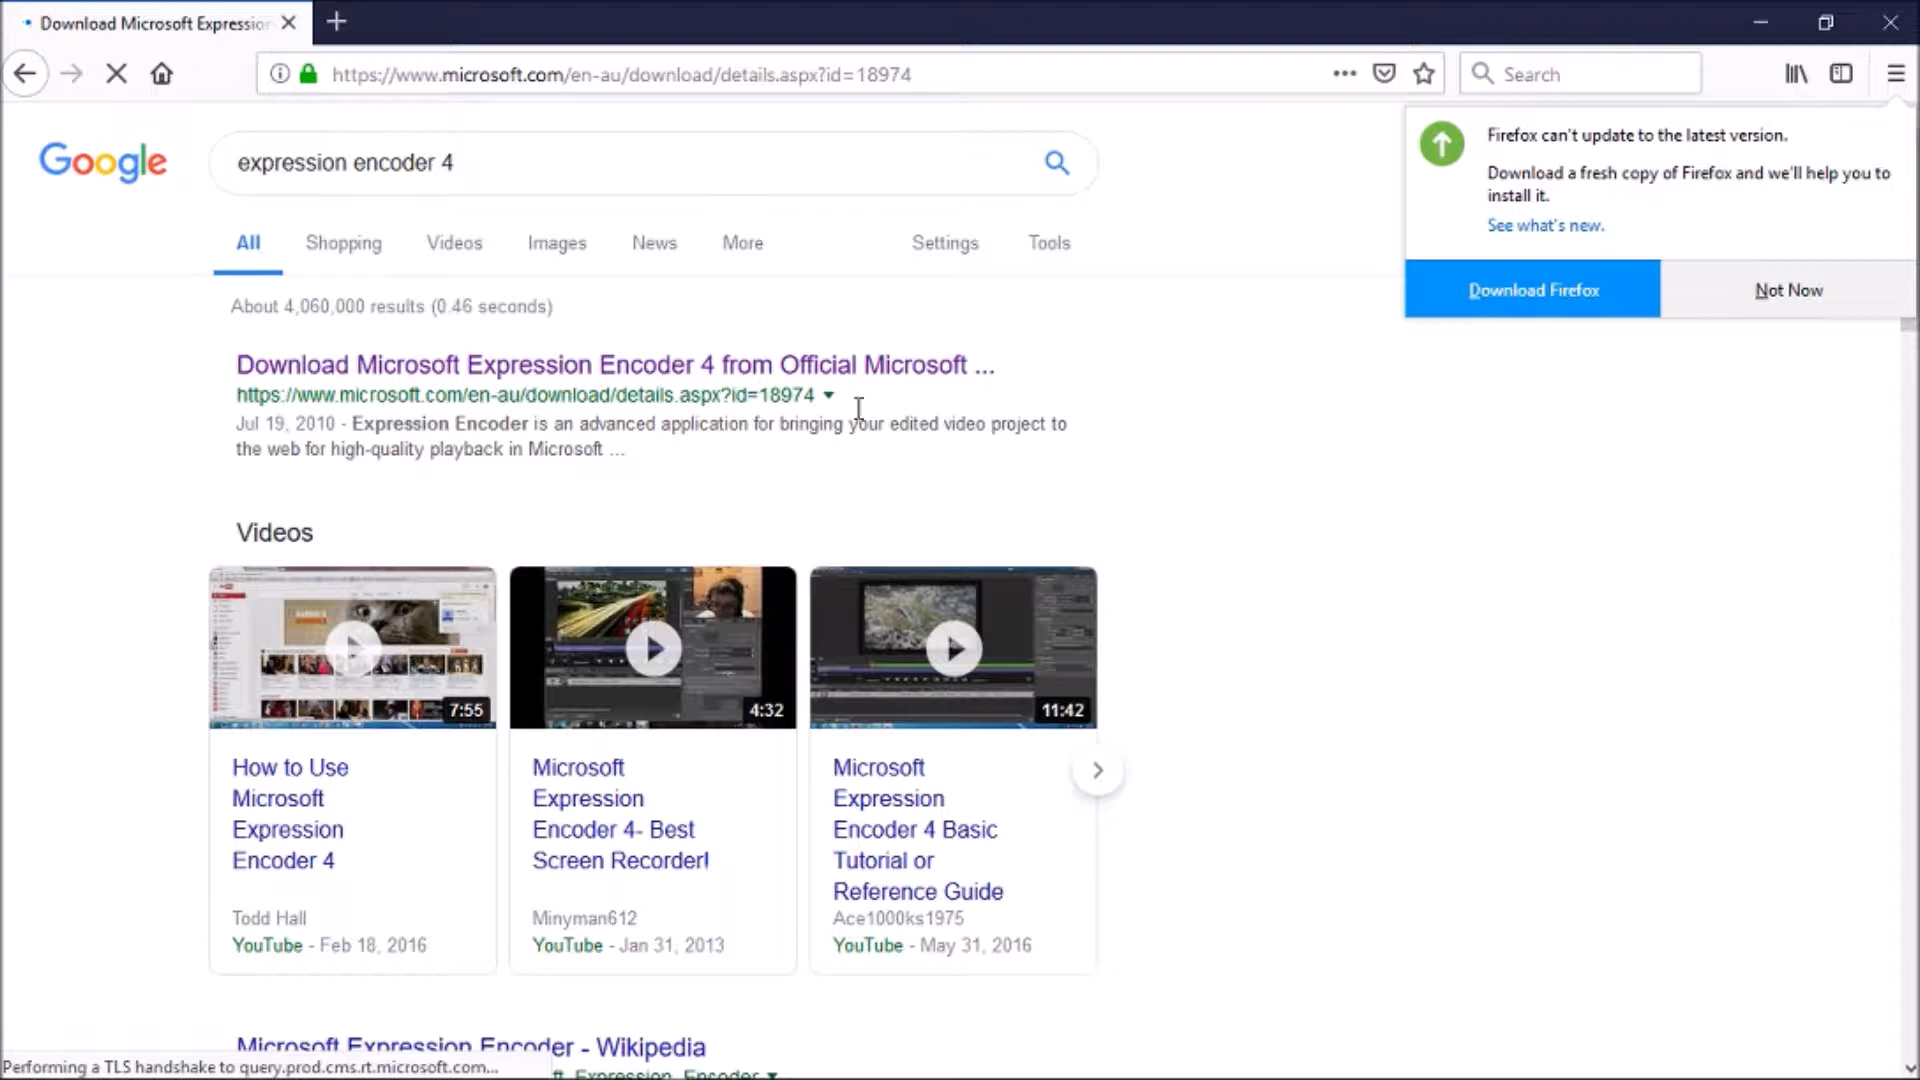 Download Microsoft Expression
https://www.microsoft.com/en-au/download/details.aspx?id=18974
Search
Firefox can't update to the latest version.
Download a fresh copy of Firefox and we'll help you to
install it.
See what's new.
Download Firefox
Not Now
Google
expression encoder 4
All
Shopping
Videos
Images
News
More
Settings
Tools
About 4,060,000 results (0.46 seconds)
Download Microsoft Expression Encoder 4 from Official Microsoft ...
https://www.microsoft.com/en-au/download/details.aspx?id=18974
Jul 19, 2010 - Expression Encoder is an advanced application for bringing your edited video project to
the web for high-quality playback in Microsoft ...
Videos
7:55
4:32
11:42
How to Use
Microsoft
Expression
Encoder 4
Todd Hall
YouTube - Feb 18, 2016
Microsoft
Expression
Encoder 4- Best
Screen Recorder!
Minyman612
YouTube - Jan 31, 2013
Microsoft
Expression
Encoder 4 Basic
Tutorial or
Reference Guide
Ace1000ks1975
YouTube - May 31, 2016
Microsoft Expression Encoder - Wikipedia
Expression_Encoder
Performing a TLS handshake to query.prod.cms.rt.microsoft.com...